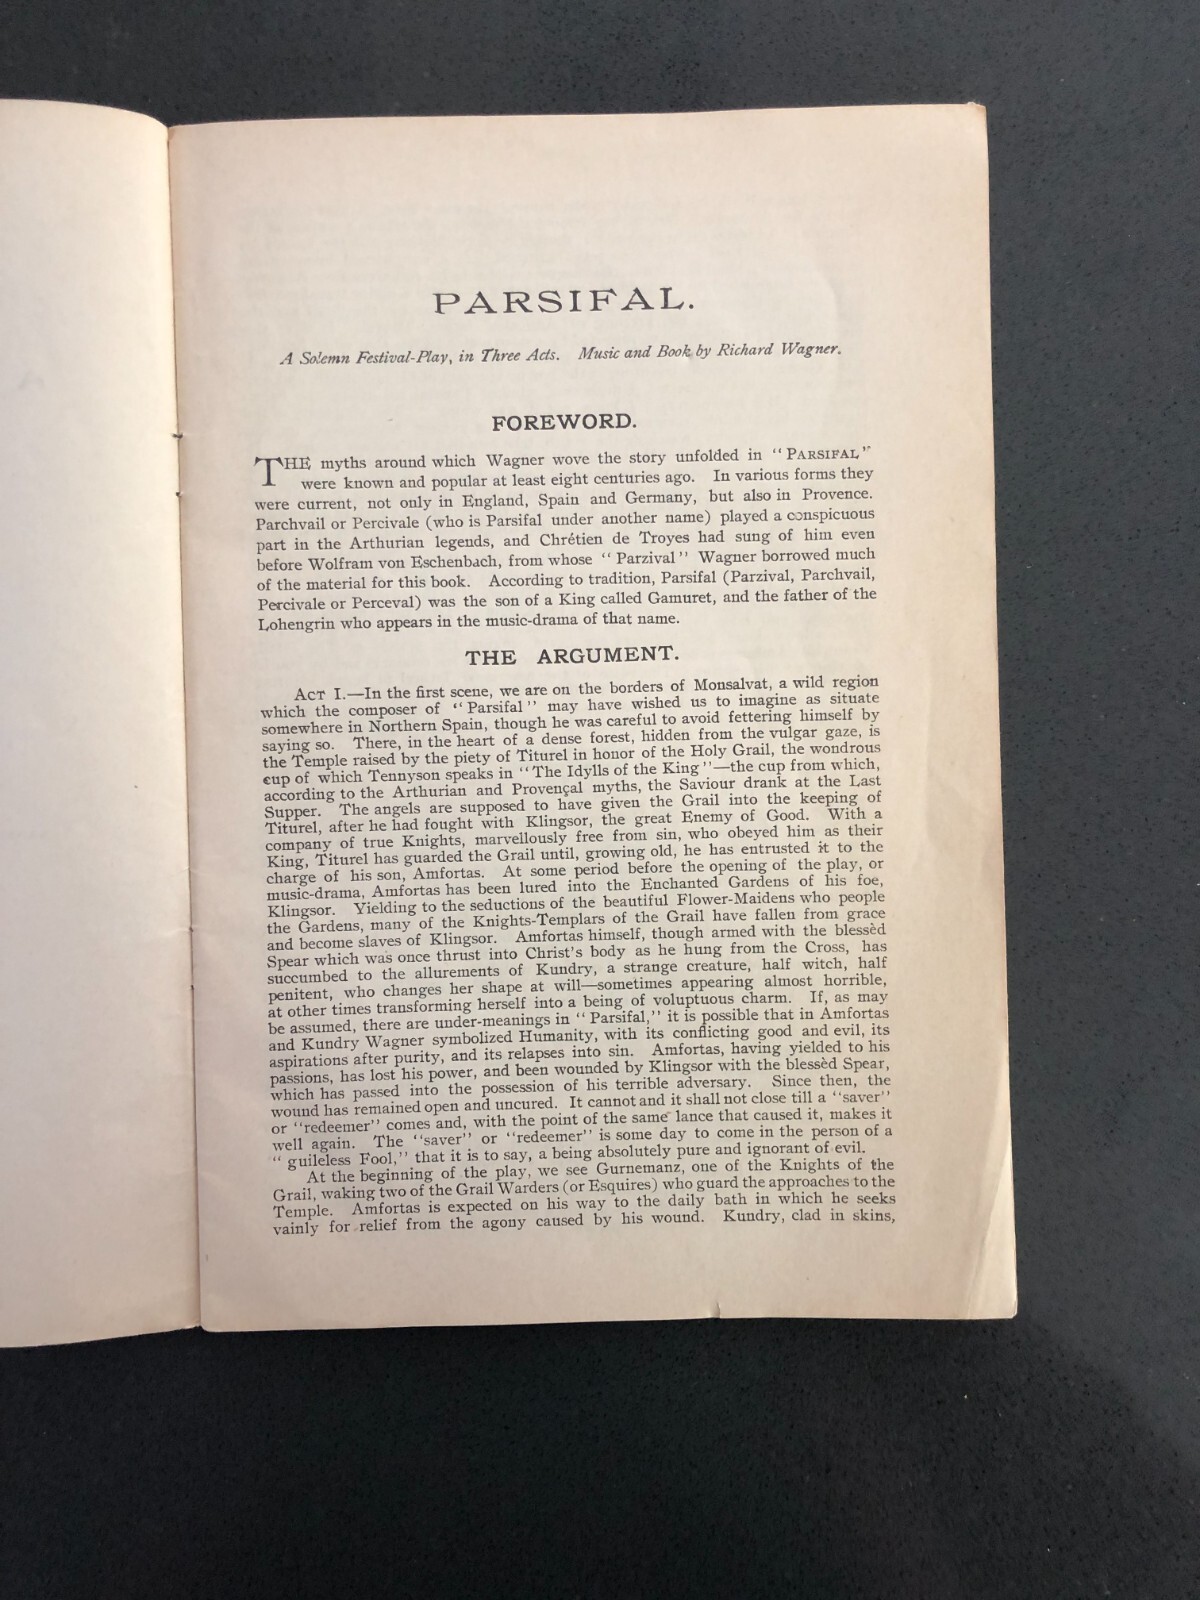 PARSIFAL.
A Solemn Festival-Play, in Three Acts. Music and Book by Richard Wagner.
FOREWORD.
THE myths around which Wagner wove the story unfolded in "PARSIFAL"
were known and popular at least eight centuries ago. In various forms they
were current, not only in England, Spain and Germany, but also in Provence.
Parchvail or Percivale (who is Parsifal under another name) played a conspicuous
part in the Arthurian legends, and Chrétien de Troyes had sung of him even
before Wolfram von Eschenbach, from whose "Parzival" Wagner borrowed much
of the material for this book. According to tradition, Parsifal (Parzival, Parchvail,
Percivale or Perceval) was the son of a King called Gamuret, and the father of the
Lohengrin who appears in the music-drama of that name.
THE ARGUMENT.
ACT I.—In the first scene, we are on the borders of Monsalvat, a wild region
which the composer of "Parsifal" may have wished us to imagine as situate
somewhere in Northern Spain, though he was careful to avoid fettering himself by
saying so. There, in the heart of a dense forest, hidden from the vulgar gaze, is
the Temple raised by the piety of Titurel in honor of the Holy Grail, the wondrous
cup of which Tennyson speaks in "The Idylls of the King"—the cup from which,
according to the Arthurian and Provençal myths, the Saviour drank at the Last
Supper. The angels are supposed to have given the Grail into the keeping of
Titurel, after he had fought with Klingsor, the great Enemy of Good. With a
company of true Knights, marvellously free from sin, who obeyed him as their
King, Titurel has guarded the Grail until, growing old, he has entrusted it to the
charge of his son, Amfortas. At some period before the opening of the play, or
music-drama, Amfortas has been lured into the Enchanted Gardens of his foe,
Klingsor. Yielding to the seductions of the beautiful Flower-Maidens who people
the Gardens, many of the Knights-Templars of the Grail have fallen from grace
and become slaves of Klingsor. Amfortas himself, though armed with the blessèd
Spear which was once thrust into Christ's body as he hung from the Cross, has
succumbed to the allurements of Kundry, a strange creature, half witch, half
penitent, who changes her shape at will—sometimes appearing almost horrible,
at other times transforming herself into a being of voluptuous charm. If, as may
be assumed, there are under-meanings in "Parsifal," it is possible that in Amfortas
and Kundry Wagner symbolized Humanity, with its conflicting good and evil, its
aspirations after purity, and its relapses into sin. Amfortas, having yielded to his
passions, has lost his power, and been wounded by Klingsor with the blessèd Spear,
which has passed into the possession of his terrible adversary. Since then, the
wound has remained open and uncured. It cannot and it shall not close till a "saver"
or "redeemer" comes and, with the point of the same lance that caused it, makes it
well again. The "saver" or "redeemer" is some day to come in the person of a
"guileless Fool," that it is to say, a being absolutely pure and ignorant of evil.
At the beginning of the play, we see Gurnemanz, one of the Knights of the
Grail, waking two of the Grail Warders (or Esquires) who guard the approaches to the
Temple. Amfortas is expected on his way to the daily bath in which he seeks
vainly for relief from the agony caused by his wound. Kundry, clad in skins,